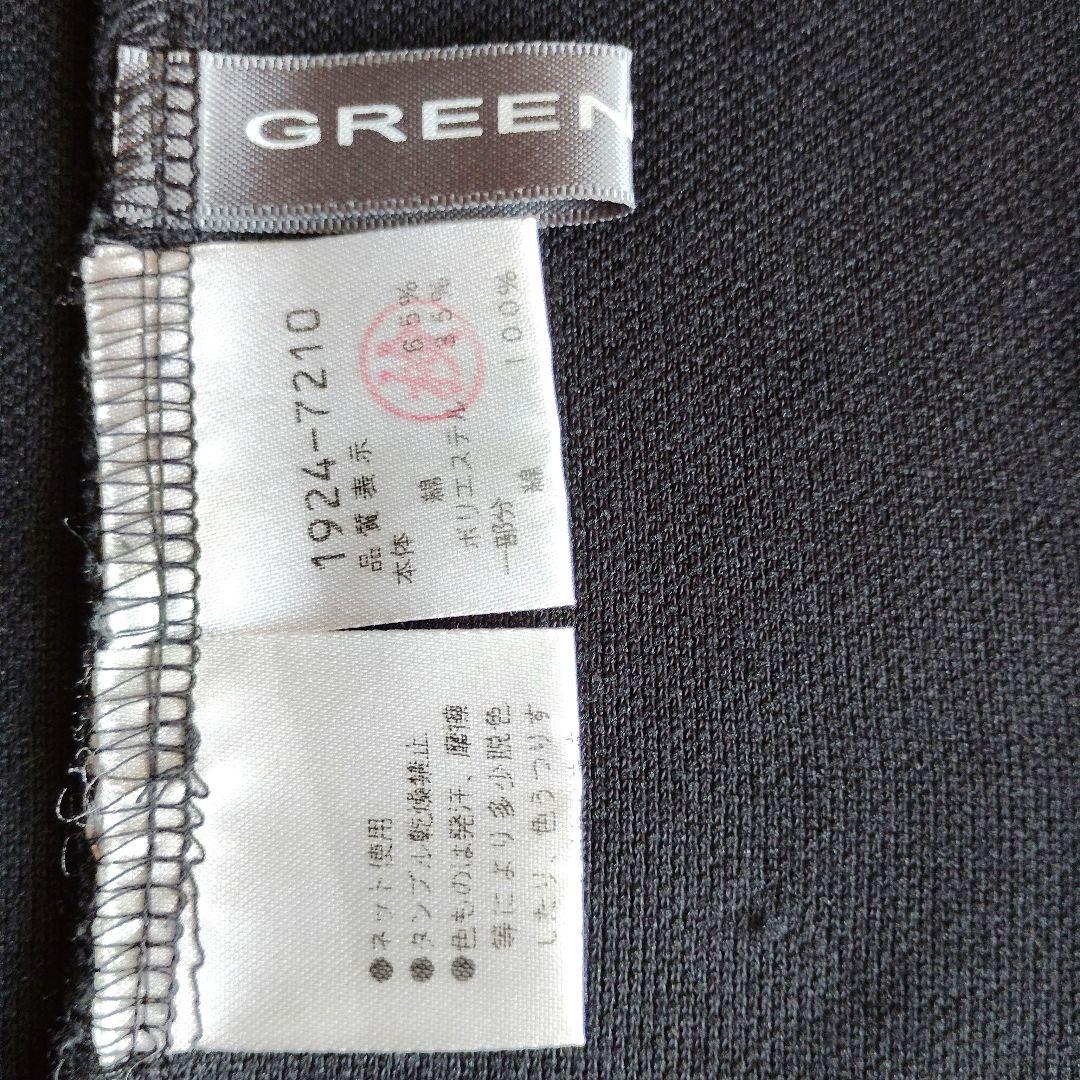 GREEN
1924-7210
品質表示
本体
綿 65%
ポリエステル 35%
一部分
綿 100%
●ネット使用
●タンブル乾燥禁止
●色ものは発汗、摩擦
等により多少脱色
したり、色うつりす